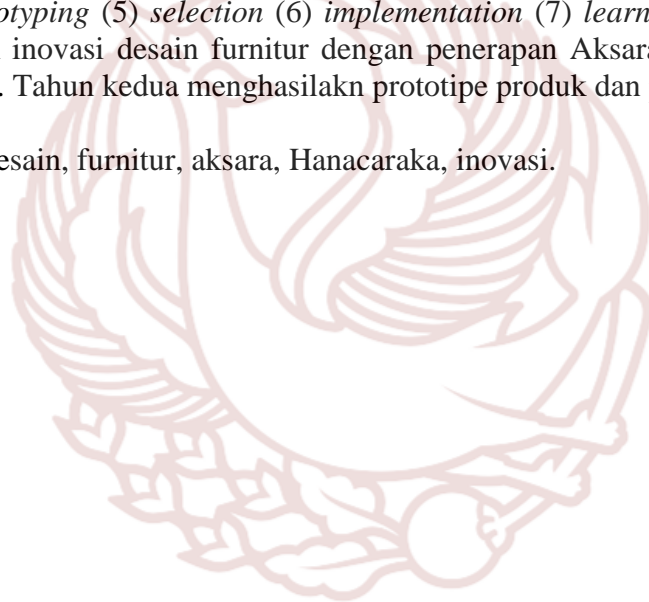 otyping (5) selection (6) implementation (7) learn
inovasi desain furnitur dengan penerapan Aksara
. Tahun kedua menghasilakn prototipe produk dan
esain, furnitur, aksara, Hanacaraka, inovasi.